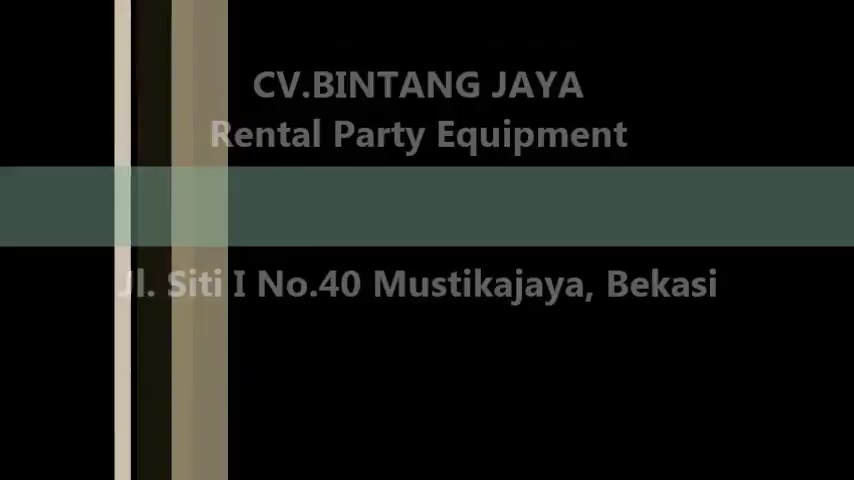 CV.BINTANG JAYA
Rental Party Equipment
Jl. Siti I No.40 Mustikajaya, Bekasi